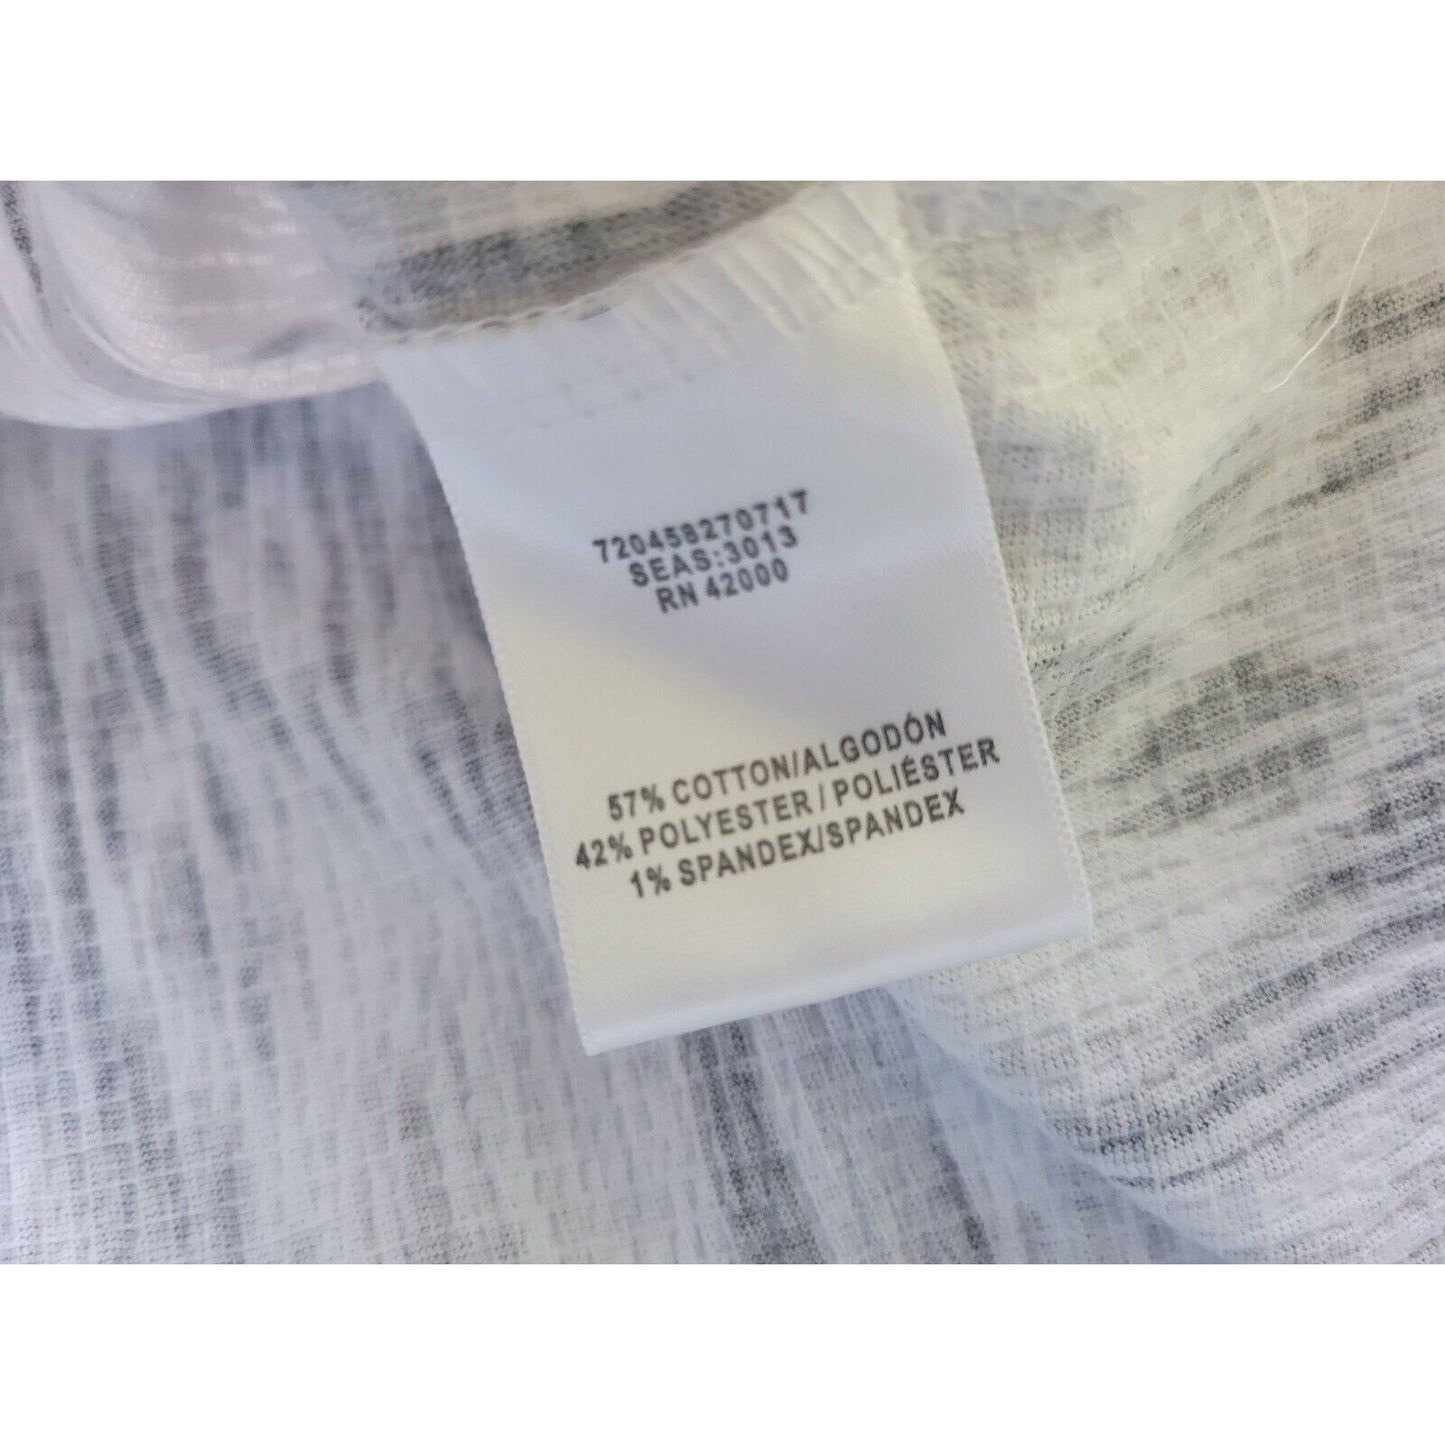 720458270717
SEAS:3013
RN 42000
57% COTTON/ALGODÓN
42% POLYESTER / POLIÉSTER
1% SPANDEX/SPANDEX